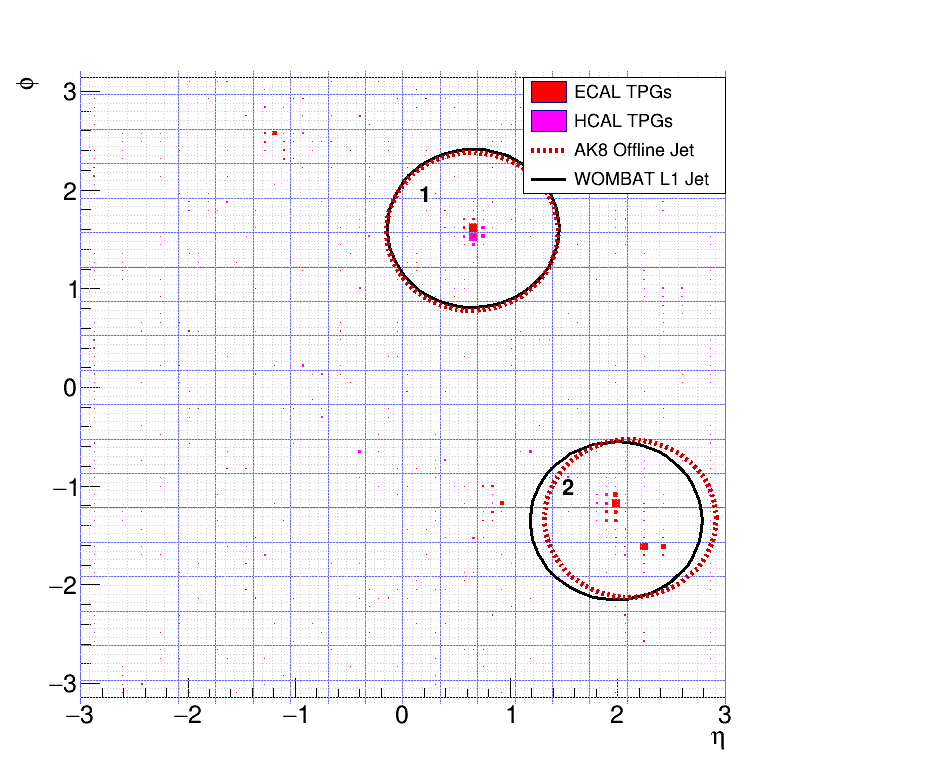 φ
3
2
1
0
−1
−2
−3
ECAL TPGs
HCAL TPGs
AK8 Offline Jet
WOMBAT L1 Jet
1
2
−3 −2 −1 0 1 2 3
η